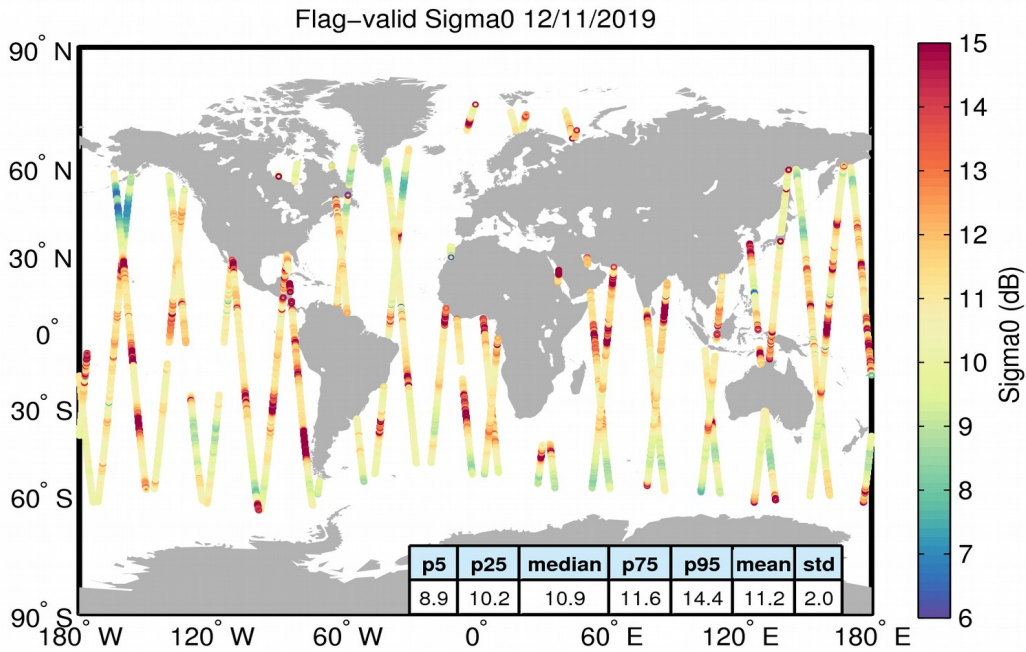 Flag-valid Sigma0 12/11/2019
90° N
60° N
30° N
0°
30° S
60° S
90° S
180° W
120° W
60° W
0°
60° E
120° E
180° E
15
14
13
12
11
10
9
8
7
6
Sigma0 (dB)
p5 p25 median p75 p95 mean std
8.9 10.2 10.9 11.6 14.4 11.2 2.0